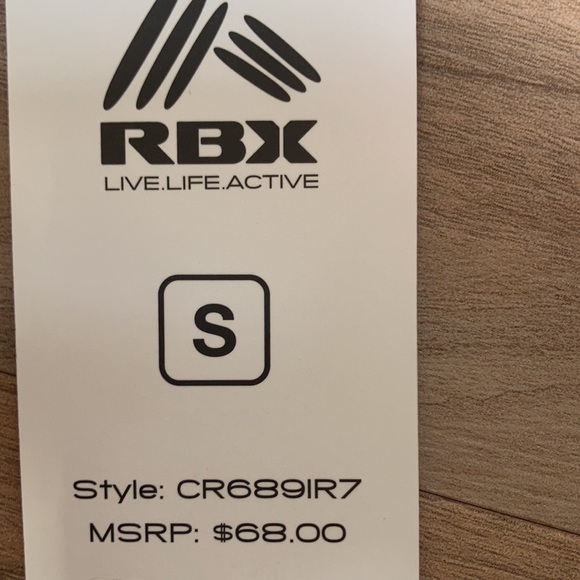 RBX
LIVE.LIFE.ACTIVE
S
Style: CR689IR7
MSRP: $68.00